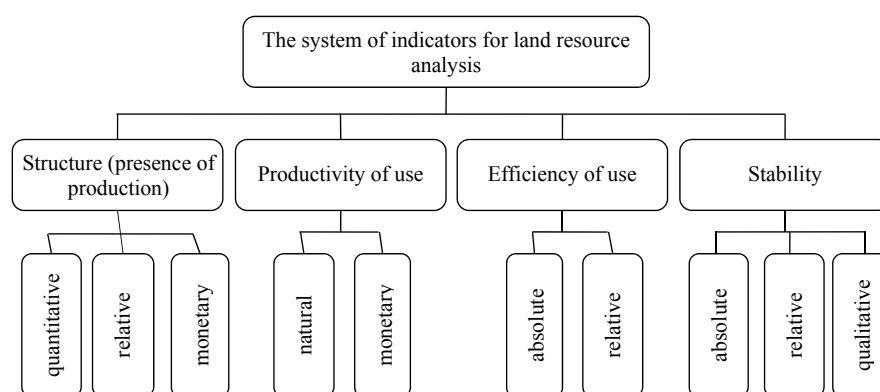 The system of indicators for land resource
analysis
Structure (presence of
production)
Productivity of use
Efficiency of use
Stability
quantitative
relative
monetary
natural
monetary
absolute
relative
absolute
relative
qualitative